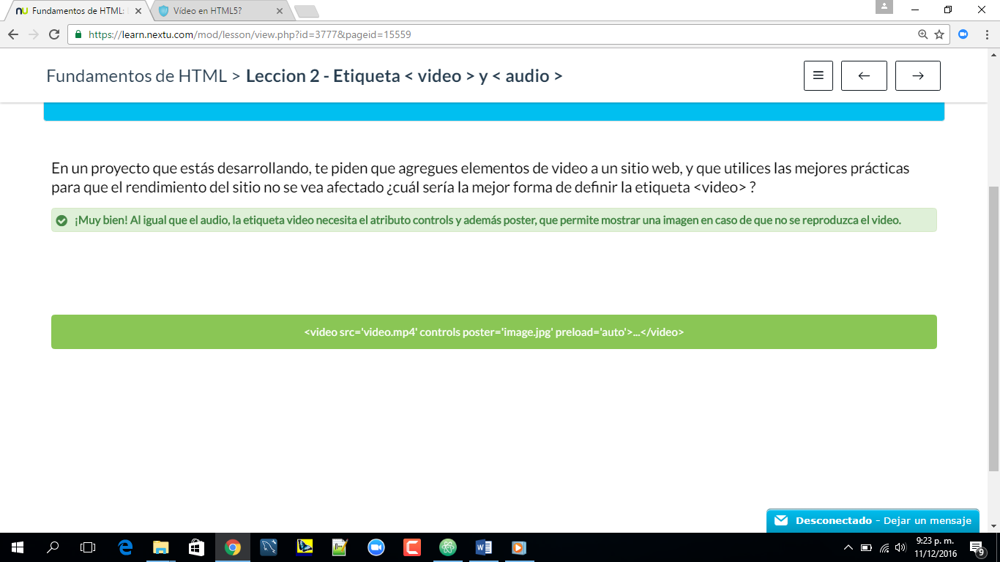 Fundamentos de HTML:
Vídeo en HTML5?
https://learn.nextu.com/mod/lesson/view.php?id=3777&pageid=15559
Fundamentos de HTML > Leccion 2 - Etiqueta < video > y < audio >
En un proyecto que estás desarrollando, te piden que agregues elementos de video a un sitio web, y que utilices las mejores prácticas
para que el rendimiento del sitio no se vea afectado ¿cuál sería la mejor forma de definir la etiqueta <video> ?
¡Muy bien! Al igual que el audio, la etiqueta video necesita el atributo controls y además poster, que permite mostrar una imagen en caso de que no se reproduzca el video.
<video src='video.mp4' controls poster='image.jpg' preload='auto'>...</video>
Desconectado - Dejar un mensaje
9:23 p. m.
11/12/2016
9